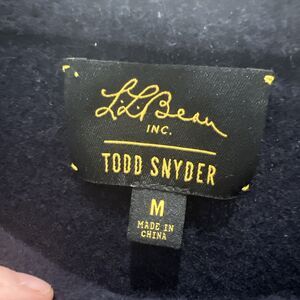 L.L.Bean
INC.
TODD SNYDER
M
MADE IN
CHINA